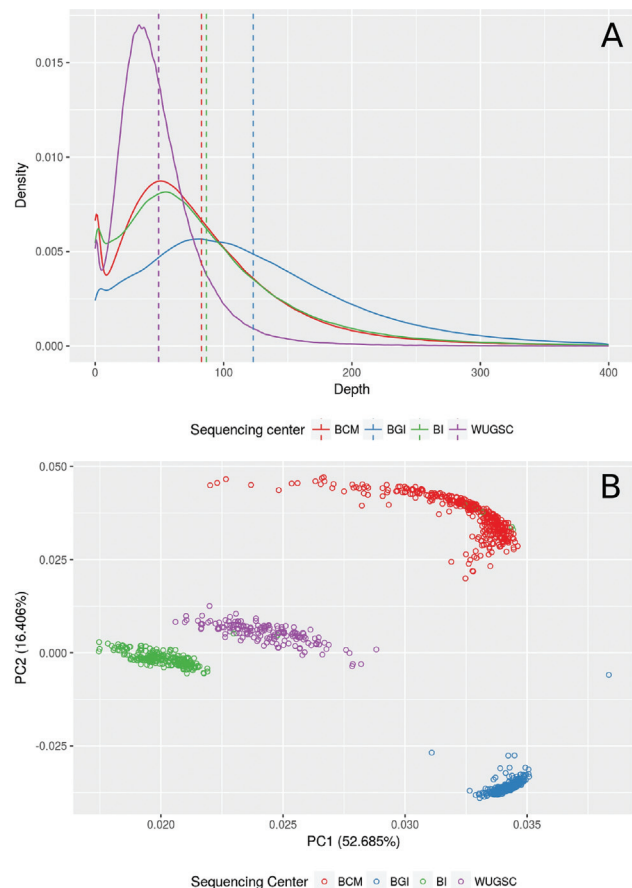 A
0.015
0.010
0.005
0.000
Density
0
100
200
300
400
Depth
Sequencing center BCM BGI BI WUGSC
B
0.050
0.025
0.000
-0.025
PC2 (16.406%)
0.020
0.025
0.030
0.035
PC1 (52.685%)
Sequencing Center BCM BGI BI WUGSC